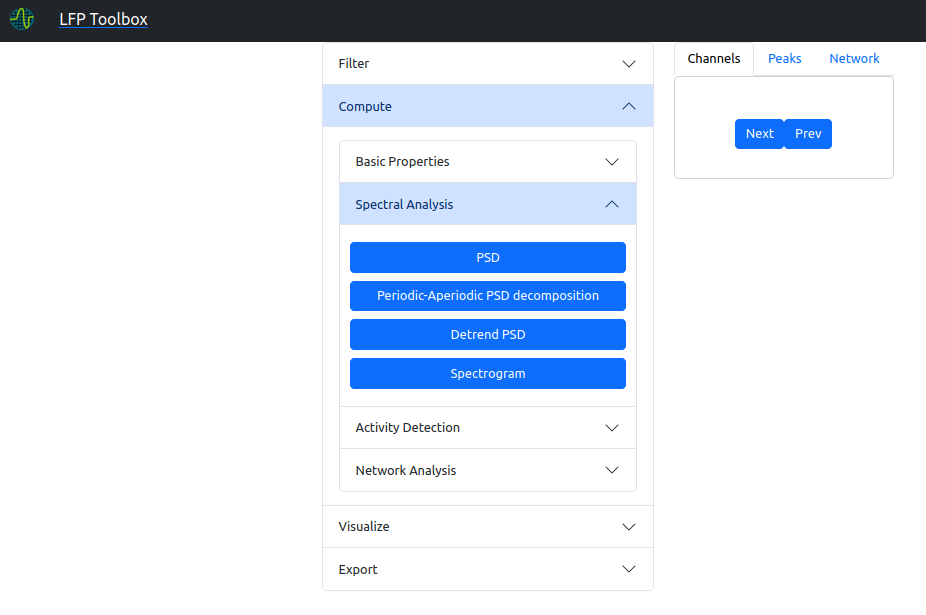 LFP Toolbox
Filter
Compute
Basic Properties
Spectral Analysis
PSD
Periodic-Aperiodic PSD decomposition
Detrend PSD
Spectrogram
Activity Detection
Network Analysis
Visualize
Export
Channels Peaks Network
Next Prev